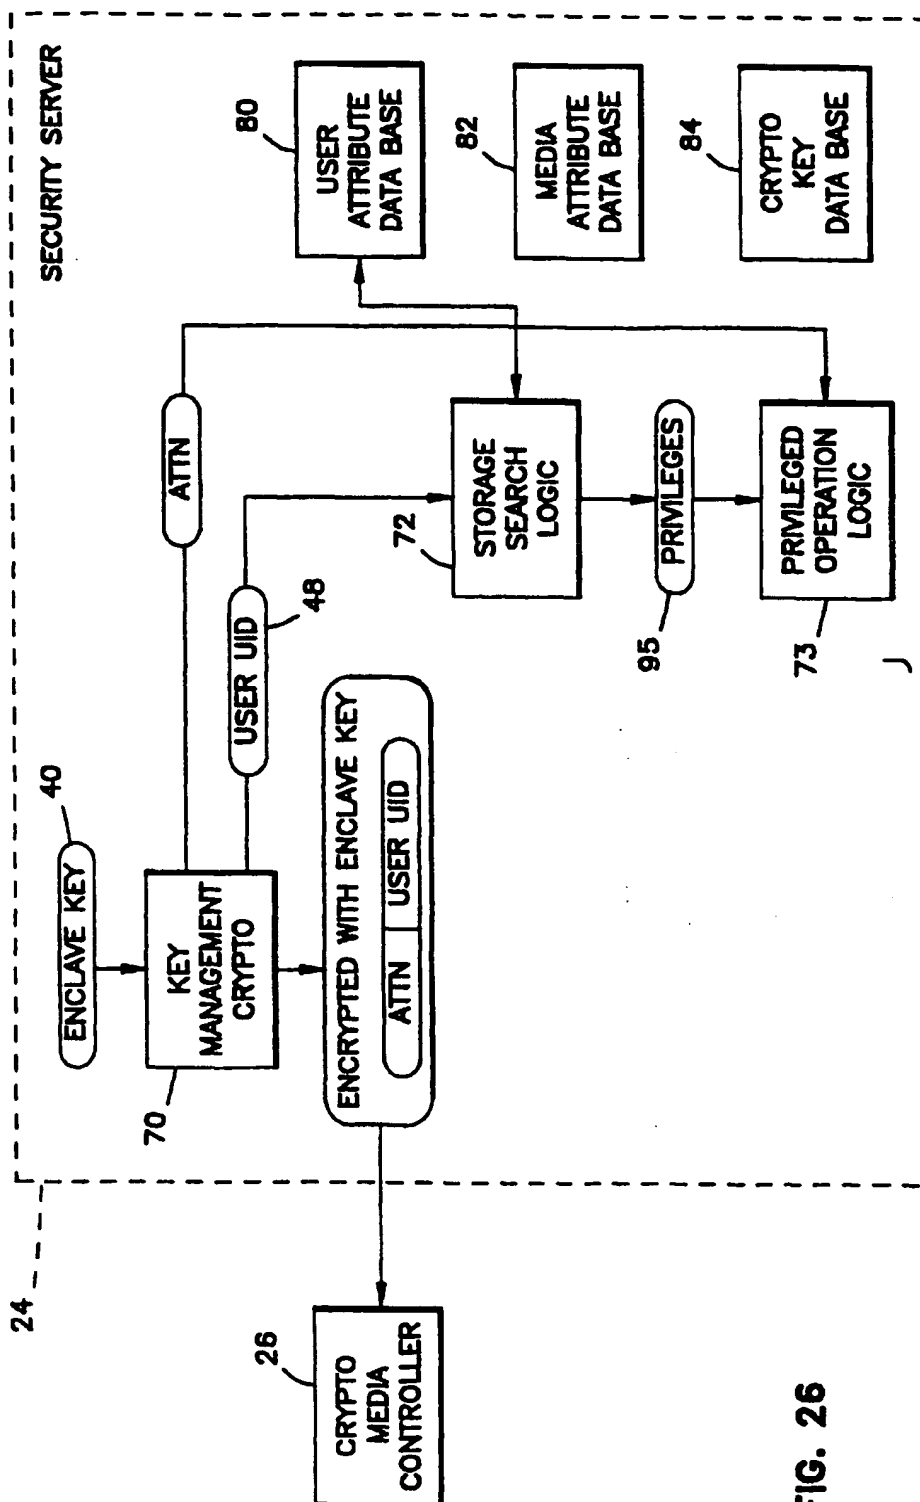 24
SECURITY SERVER
ENCLAVE KEY
40
70
KEY
MANAGEMENT
CRYPTO
ATTN
USER UID
48
ENCRYPTED WITH ENCLAVE KEY
ATTN
USER UID
26
CRYPTO
MEDIA
CONTROLLER
72
STORAGE
SEARCH
LOGIC
95
PRIVILEGES
73
PRIVILEGED
OPERATION
LOGIC
80
USER
ATTRIBUTE
DATA BASE
82
MEDIA
ATTRIBUTE
DATA BASE
84
CRYPTO
KEY
DATA BASE
FIG. 26